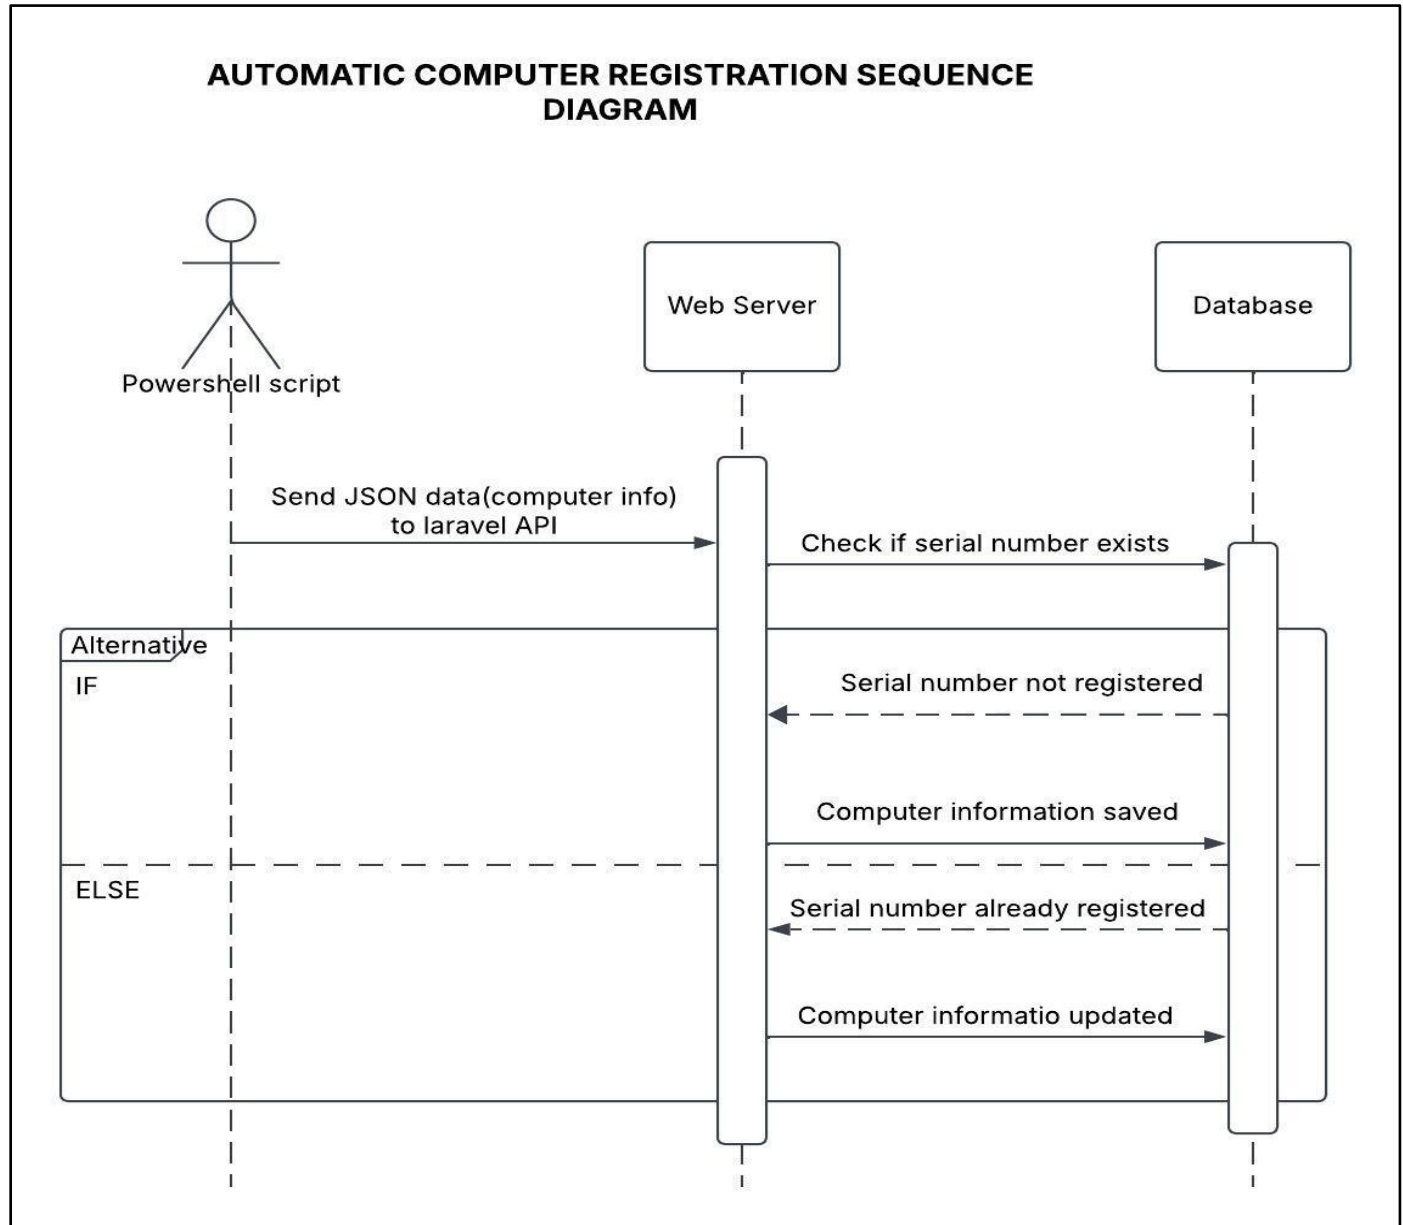 AUTOMATIC COMPUTER REGISTRATION SEQUENCE
DIAGRAM
Web Server
Database
Powershell script
Send JSON data(computer info)
to laravel API
Check if serial number exists
Alternative
IF
Serial number not registered
Computer information saved
ELSE
Serial number already registered
Computer informatio updated